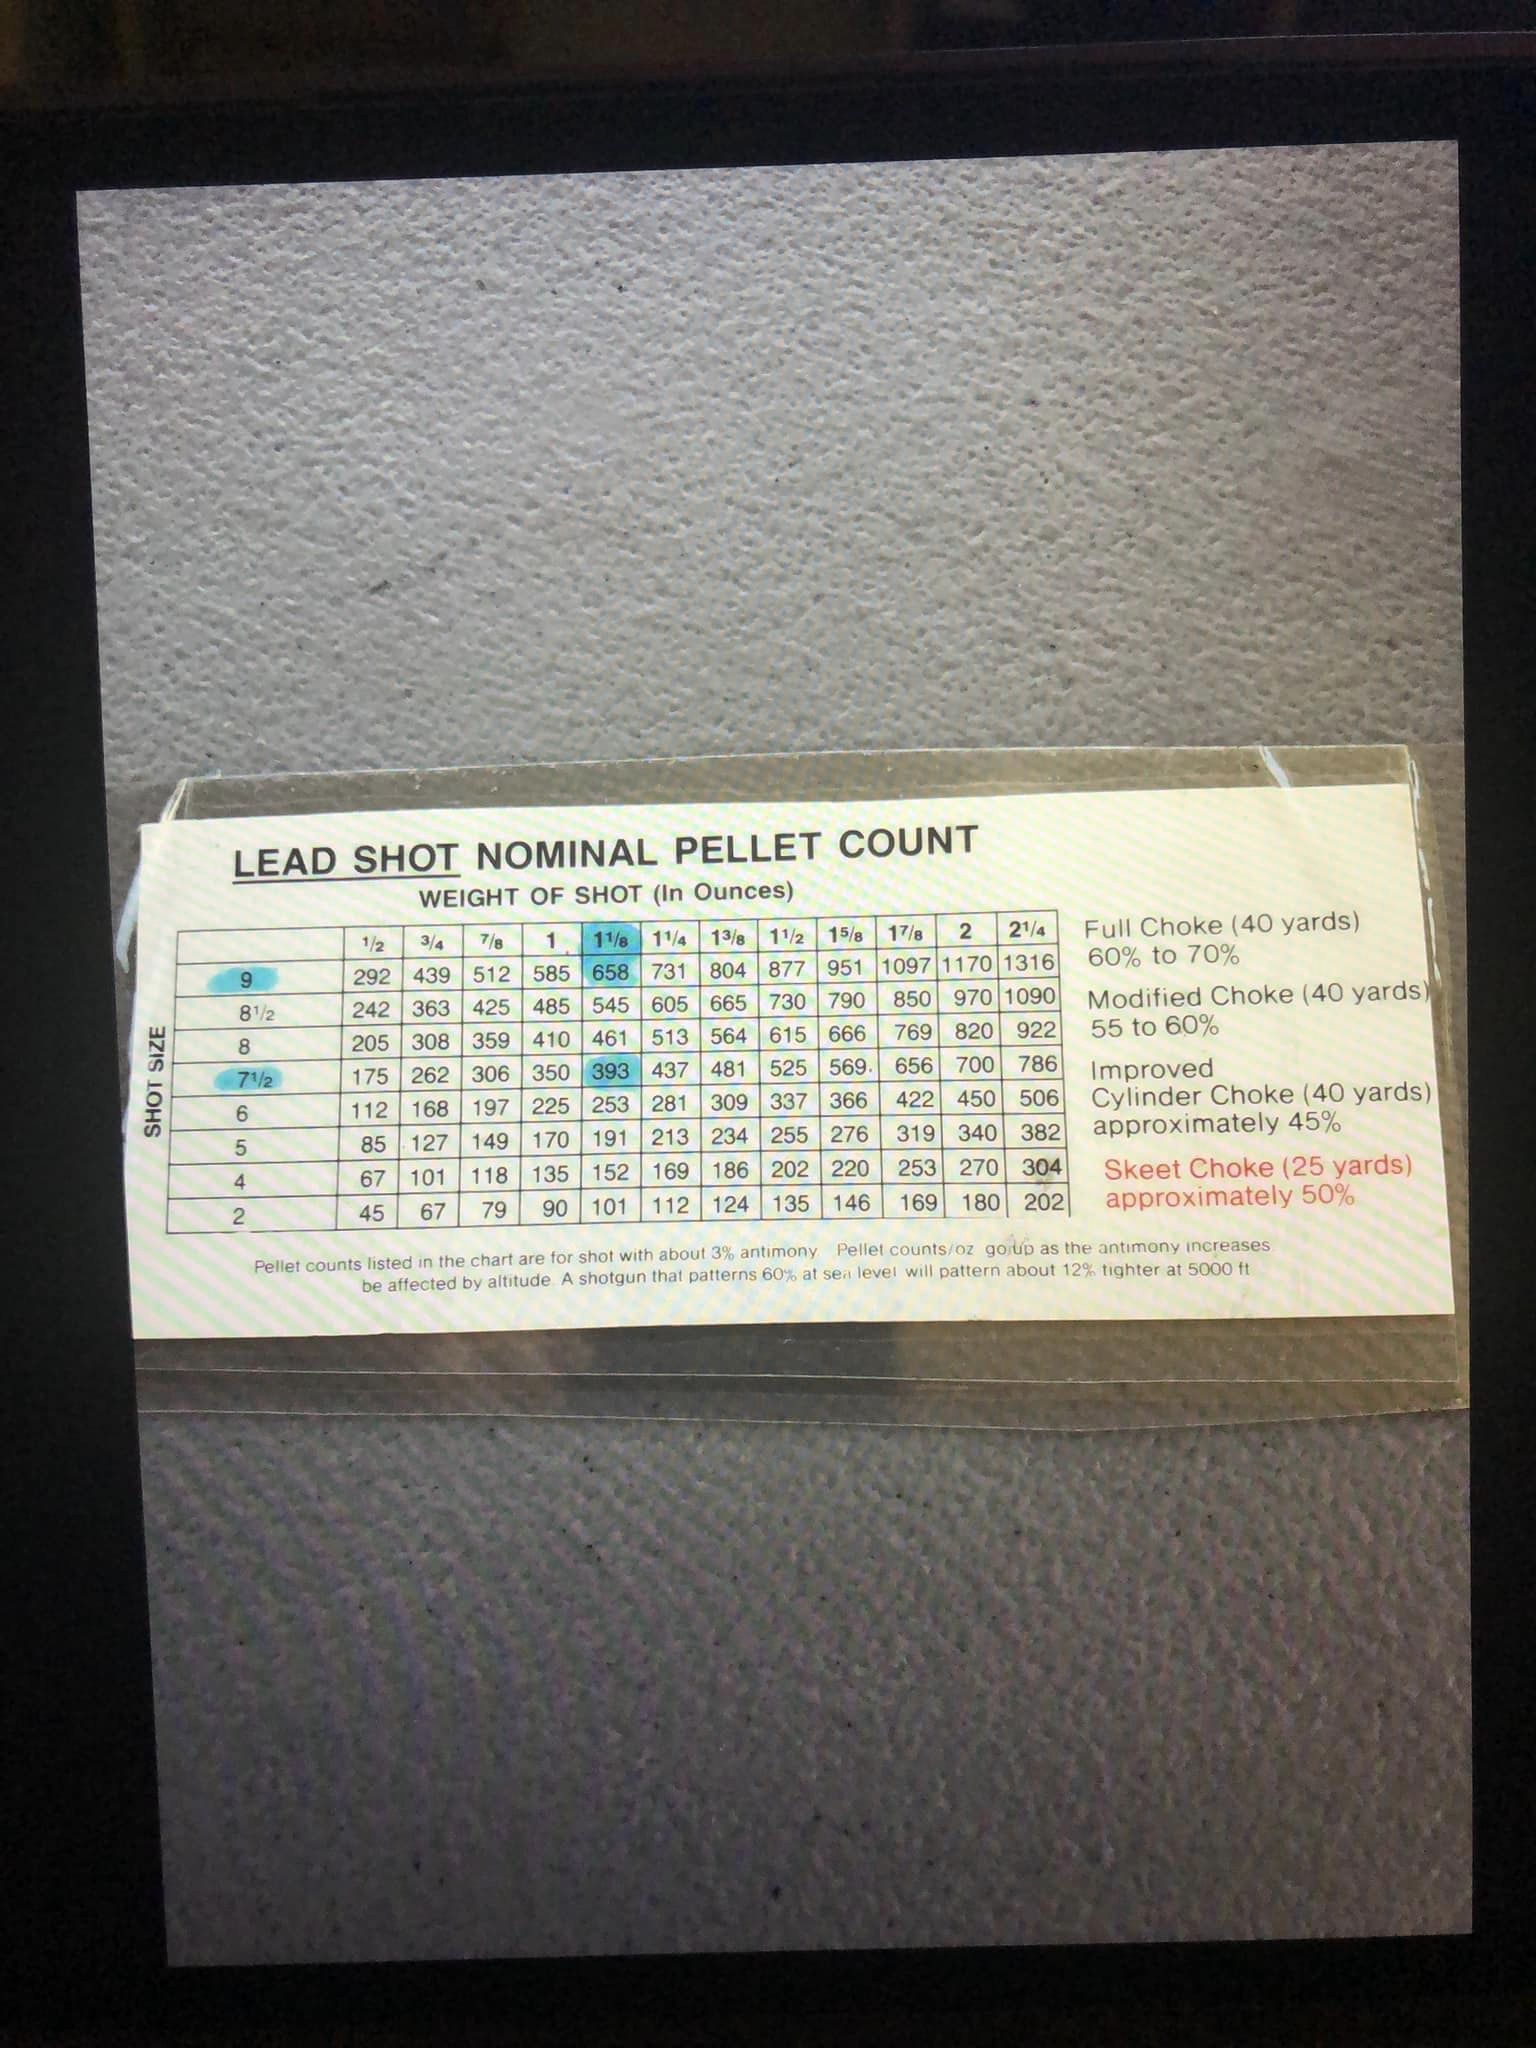 LEAD SHOT NOMINAL PELLET COUNT
WEIGHT OF SHOT (In Ounces)
1/2 3/4 7/8 1 1 1/8 1 1/4 1 3/8 1 1/2 1 5/8 1 7/8 2 2 1/4
9 292 439 512 585 658 731 804 877 951 1097 1170 1316
8 1/2 242 363 425 485 545 605 665 730 790 850 970 1090
8 205 308 359 410 461 513 564 615 666 769 820 922
7 1/2 175 262 306 350 393 437 481 525 569 656 700 786
6 112 168 197 225 253 281 309 337 366 422 450 506
5 85 127 149 170 191 213 234 255 276 319 340 382
4 67 101 118 135 152 169 186 202 220 253 270 304
2 45 67 79 90 101 112 124 135 146 169 180 202
SHOT SIZE
Full Choke (40 yards)
60% to 70%
Modified Choke (40 yards)
55 to 60%
Improved
Cylinder Choke (40 yards)
approximately 45%
Skeet Choke (25 yards)
approximately 50%
Pellet counts listed in the chart are for shot with about 3% antimony Pellet counts/oz go up as the antimony increases
be affected by altitude. A shotgun that patterns 60% at sea level will pattern about 12% tighter at 5000 ft